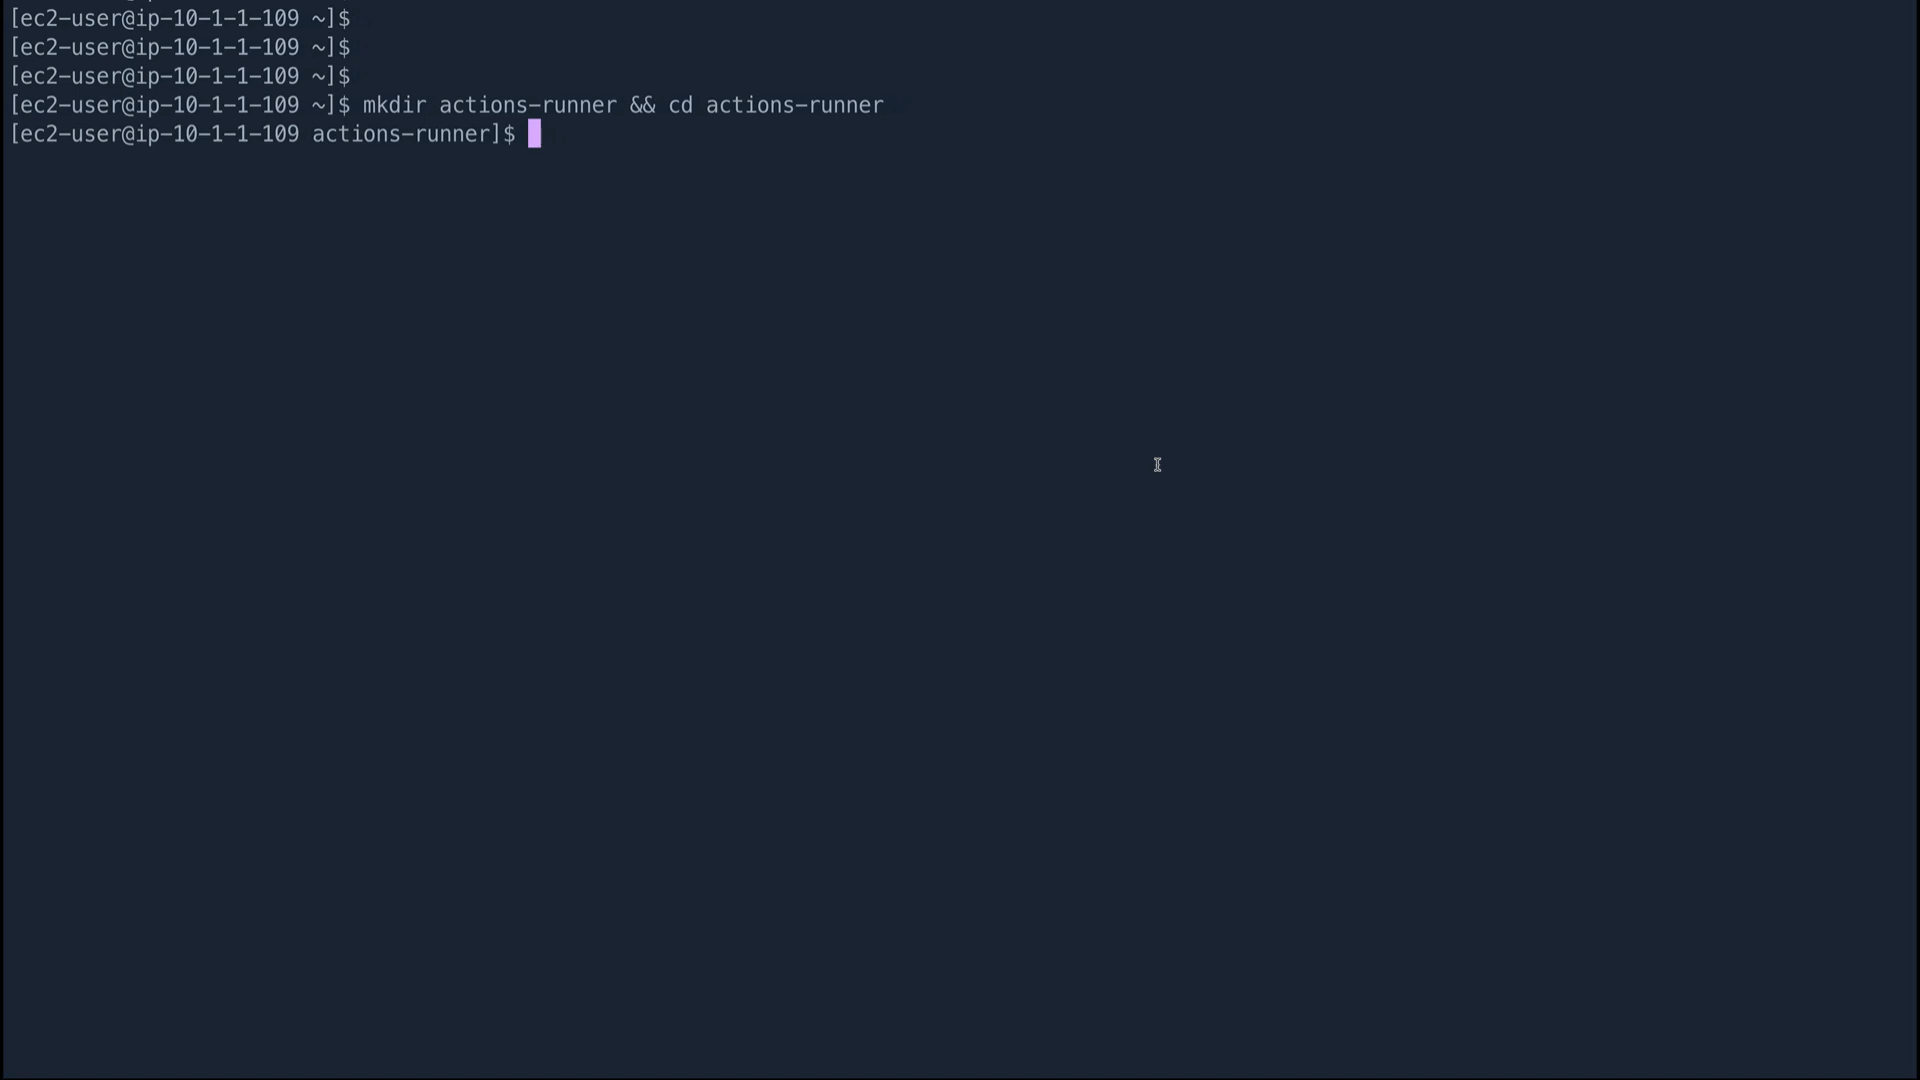 [ec2-user@ip-10-1-1-109 ~]$
[ec2-user@ip-10-1-1-109 ~]$
[ec2-user@ip-10-1-1-109 ~]$
[ec2-user@ip-10-1-1-109 ~]$ mkdir actions-runner && cd actions-runner
[ec2-user@ip-10-1-1-109 actions-runner]$